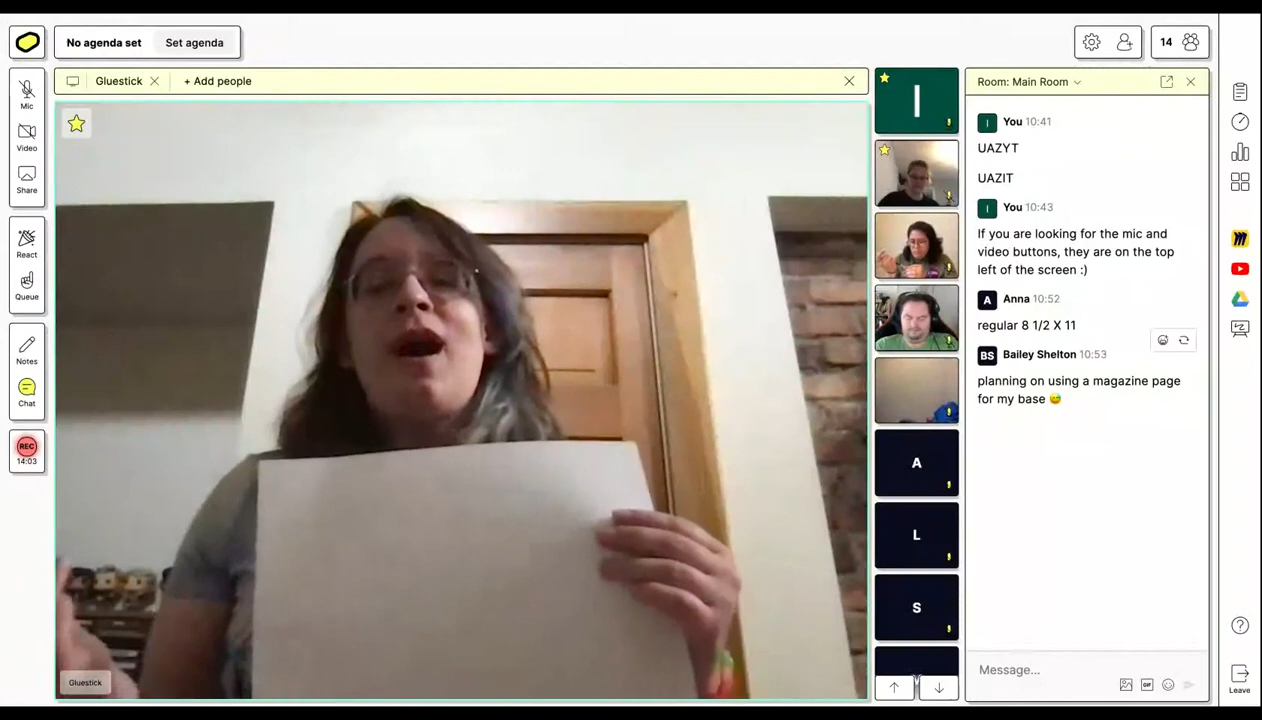 No agenda set Set agenda
14
Gluestick + Add people
Mic
Video
Share
React
Queue
Notes
Chat
REC
14:03
Gluestick
I
A
L
S
Room: Main Room
I You 10:41
UAZYT
UAZIT
I You 10:43
If you are looking for the mic and
video buttons, they are on the top
left of the screen :)
A Anna 10:52
regular 8 1/2 X 11
BS Bailey Shelton 10:53
planning on using a magazine page
for my base 😅
Message...
GIF
Leave